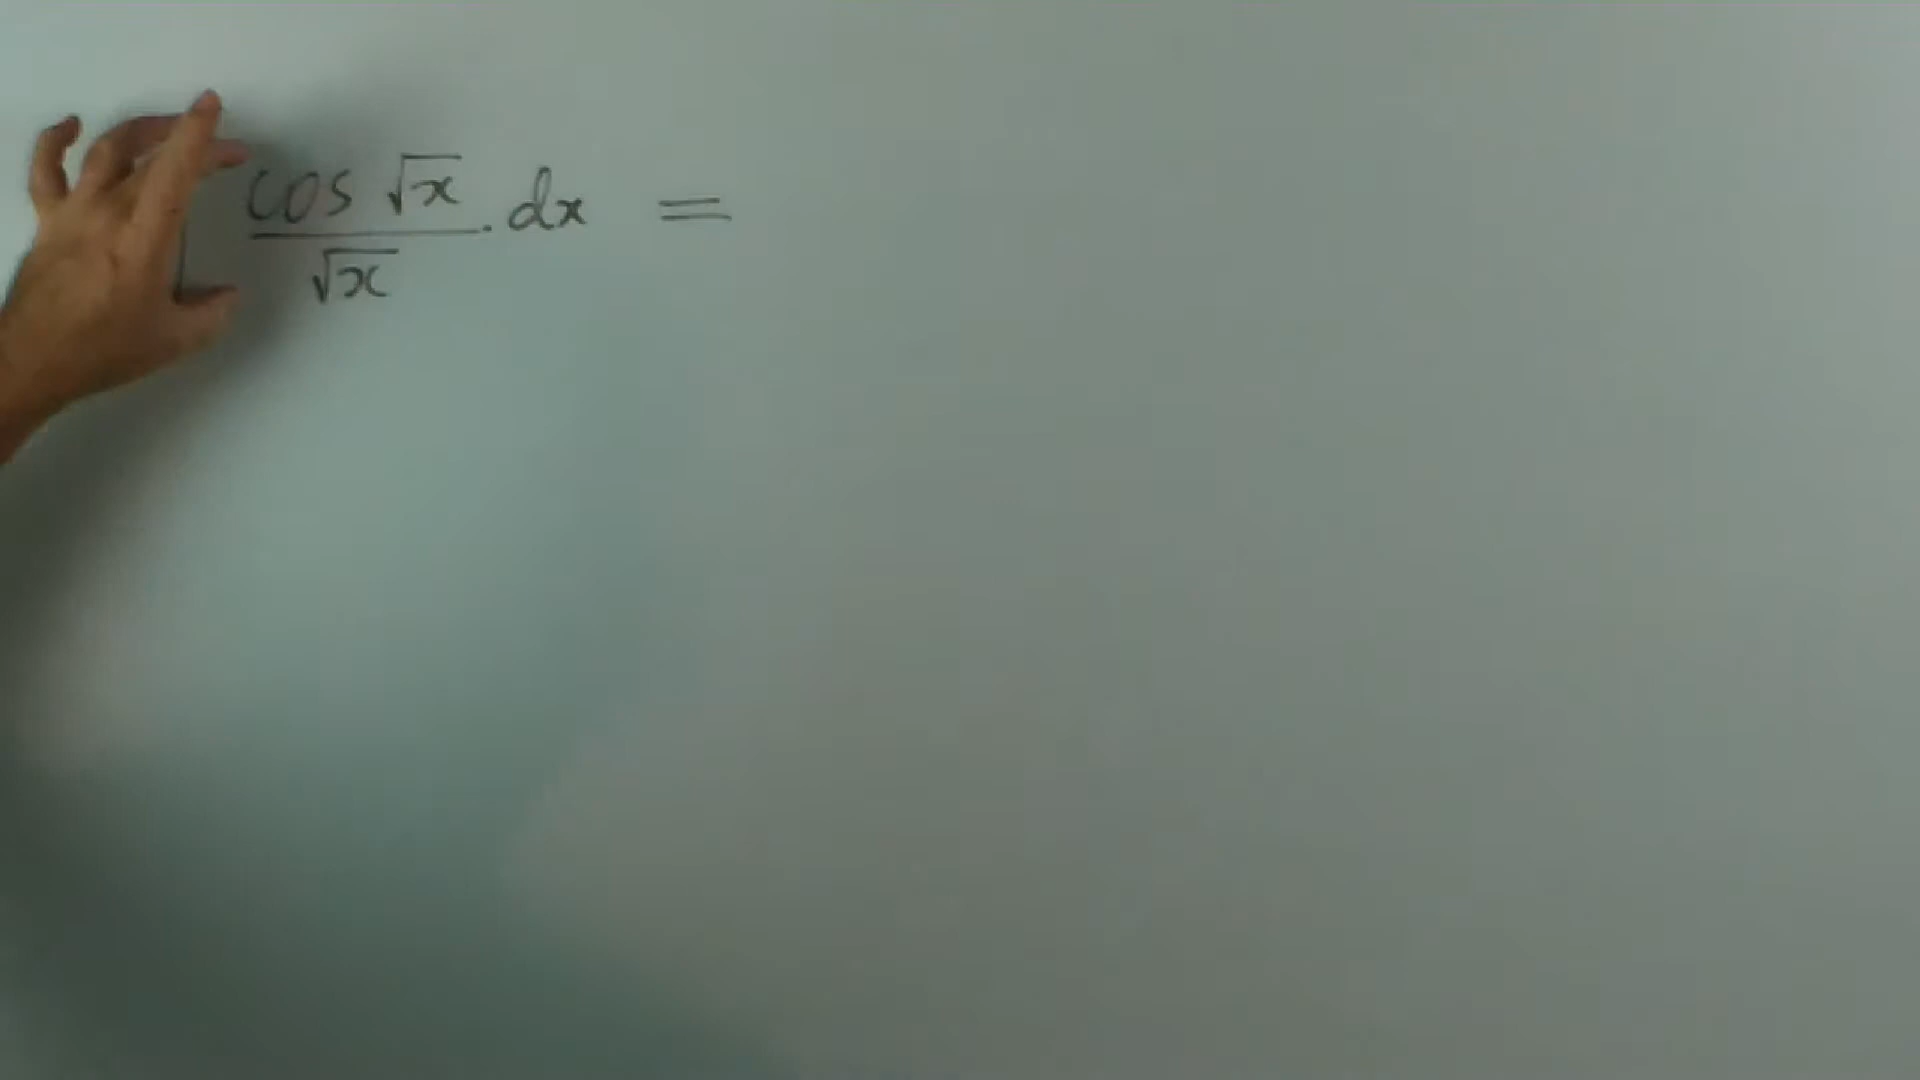 cos √x / √x . dx =